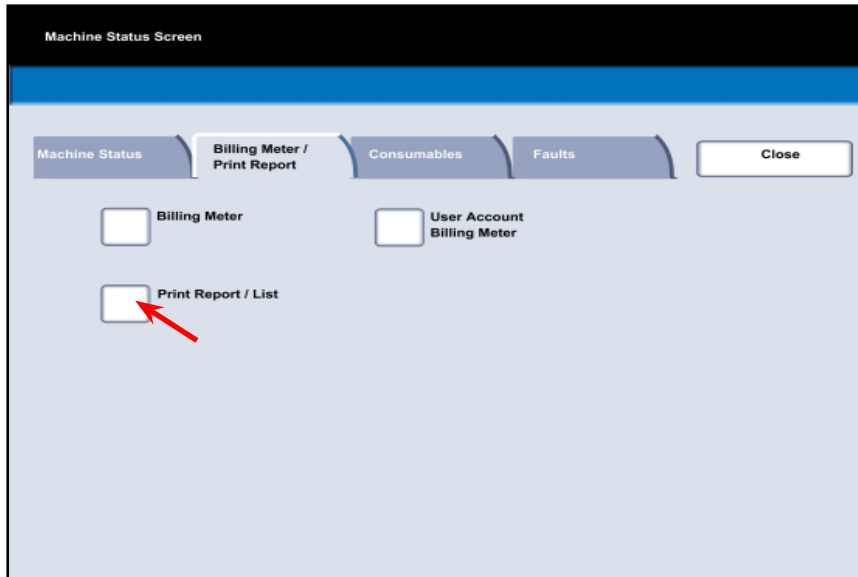 Machine Status Screen
Machine Status
Billing Meter /
Print Report
Consumables
Faults
Close
Billing Meter
User Account
Billing Meter
Print Report / List